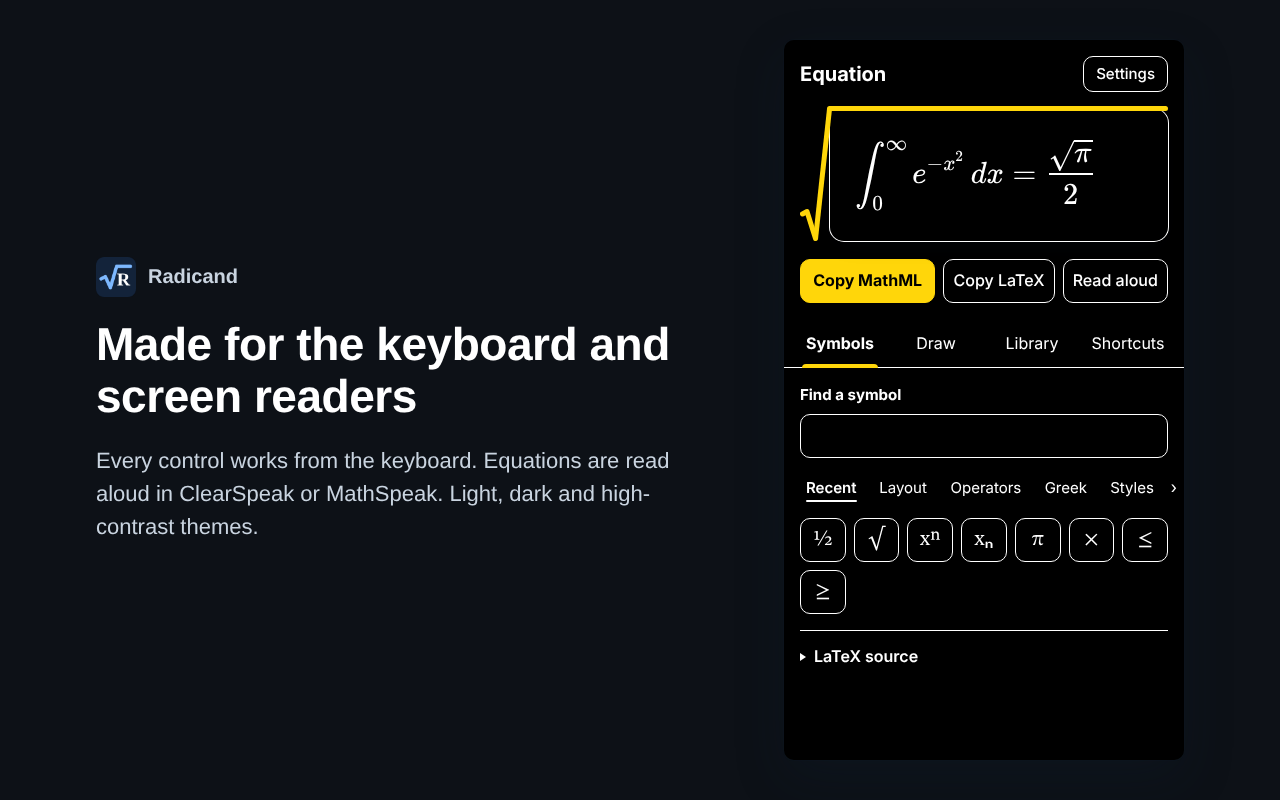 Radicand
Made for the keyboard and
screen readers
Every control works from the keyboard. Equations are read
aloud in ClearSpeak or MathSpeak. Light, dark and high-
contrast themes.
Equation
Settings
∫₀^∞ e^{−x²} dx = √π / 2
Copy MathML
Copy LaTeX
Read aloud
Symbols
Draw
Library
Shortcuts
Find a symbol
Recent
Layout
Operators
Greek
Styles
›
½ √ xⁿ xₙ π × ≤
≥
LaTeX source